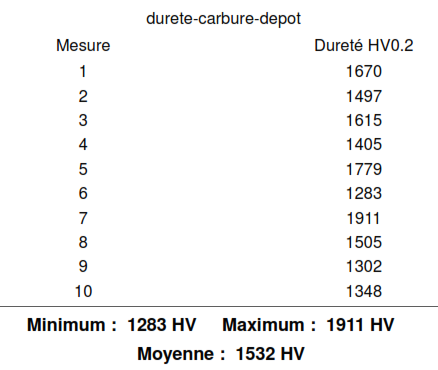 durete-carbure-depot
Mesure Dureté HV0.2
1 1670
2 1497
3 1615
4 1405
5 1779
6 1283
7 1911
8 1505
9 1302
10 1348
Minimum : 1283 HV Maximum : 1911 HV
Moyenne : 1532 HV